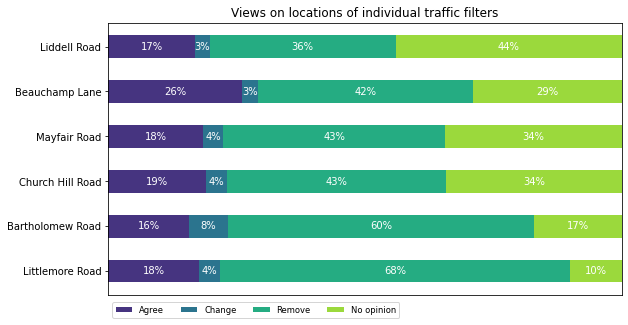 Views on locations of individual traffic filters
Liddell Road 17% 3% 36% 44%
Beauchamp Lane 26% 3% 42% 29%
Mayfair Road 18% 4% 43% 34%
Church Hill Road 19% 4% 43% 34%
Bartholomew Road 16% 8% 60% 17%
Littlemore Road 18% 4% 68% 10%
Agree Change Remove No opinion